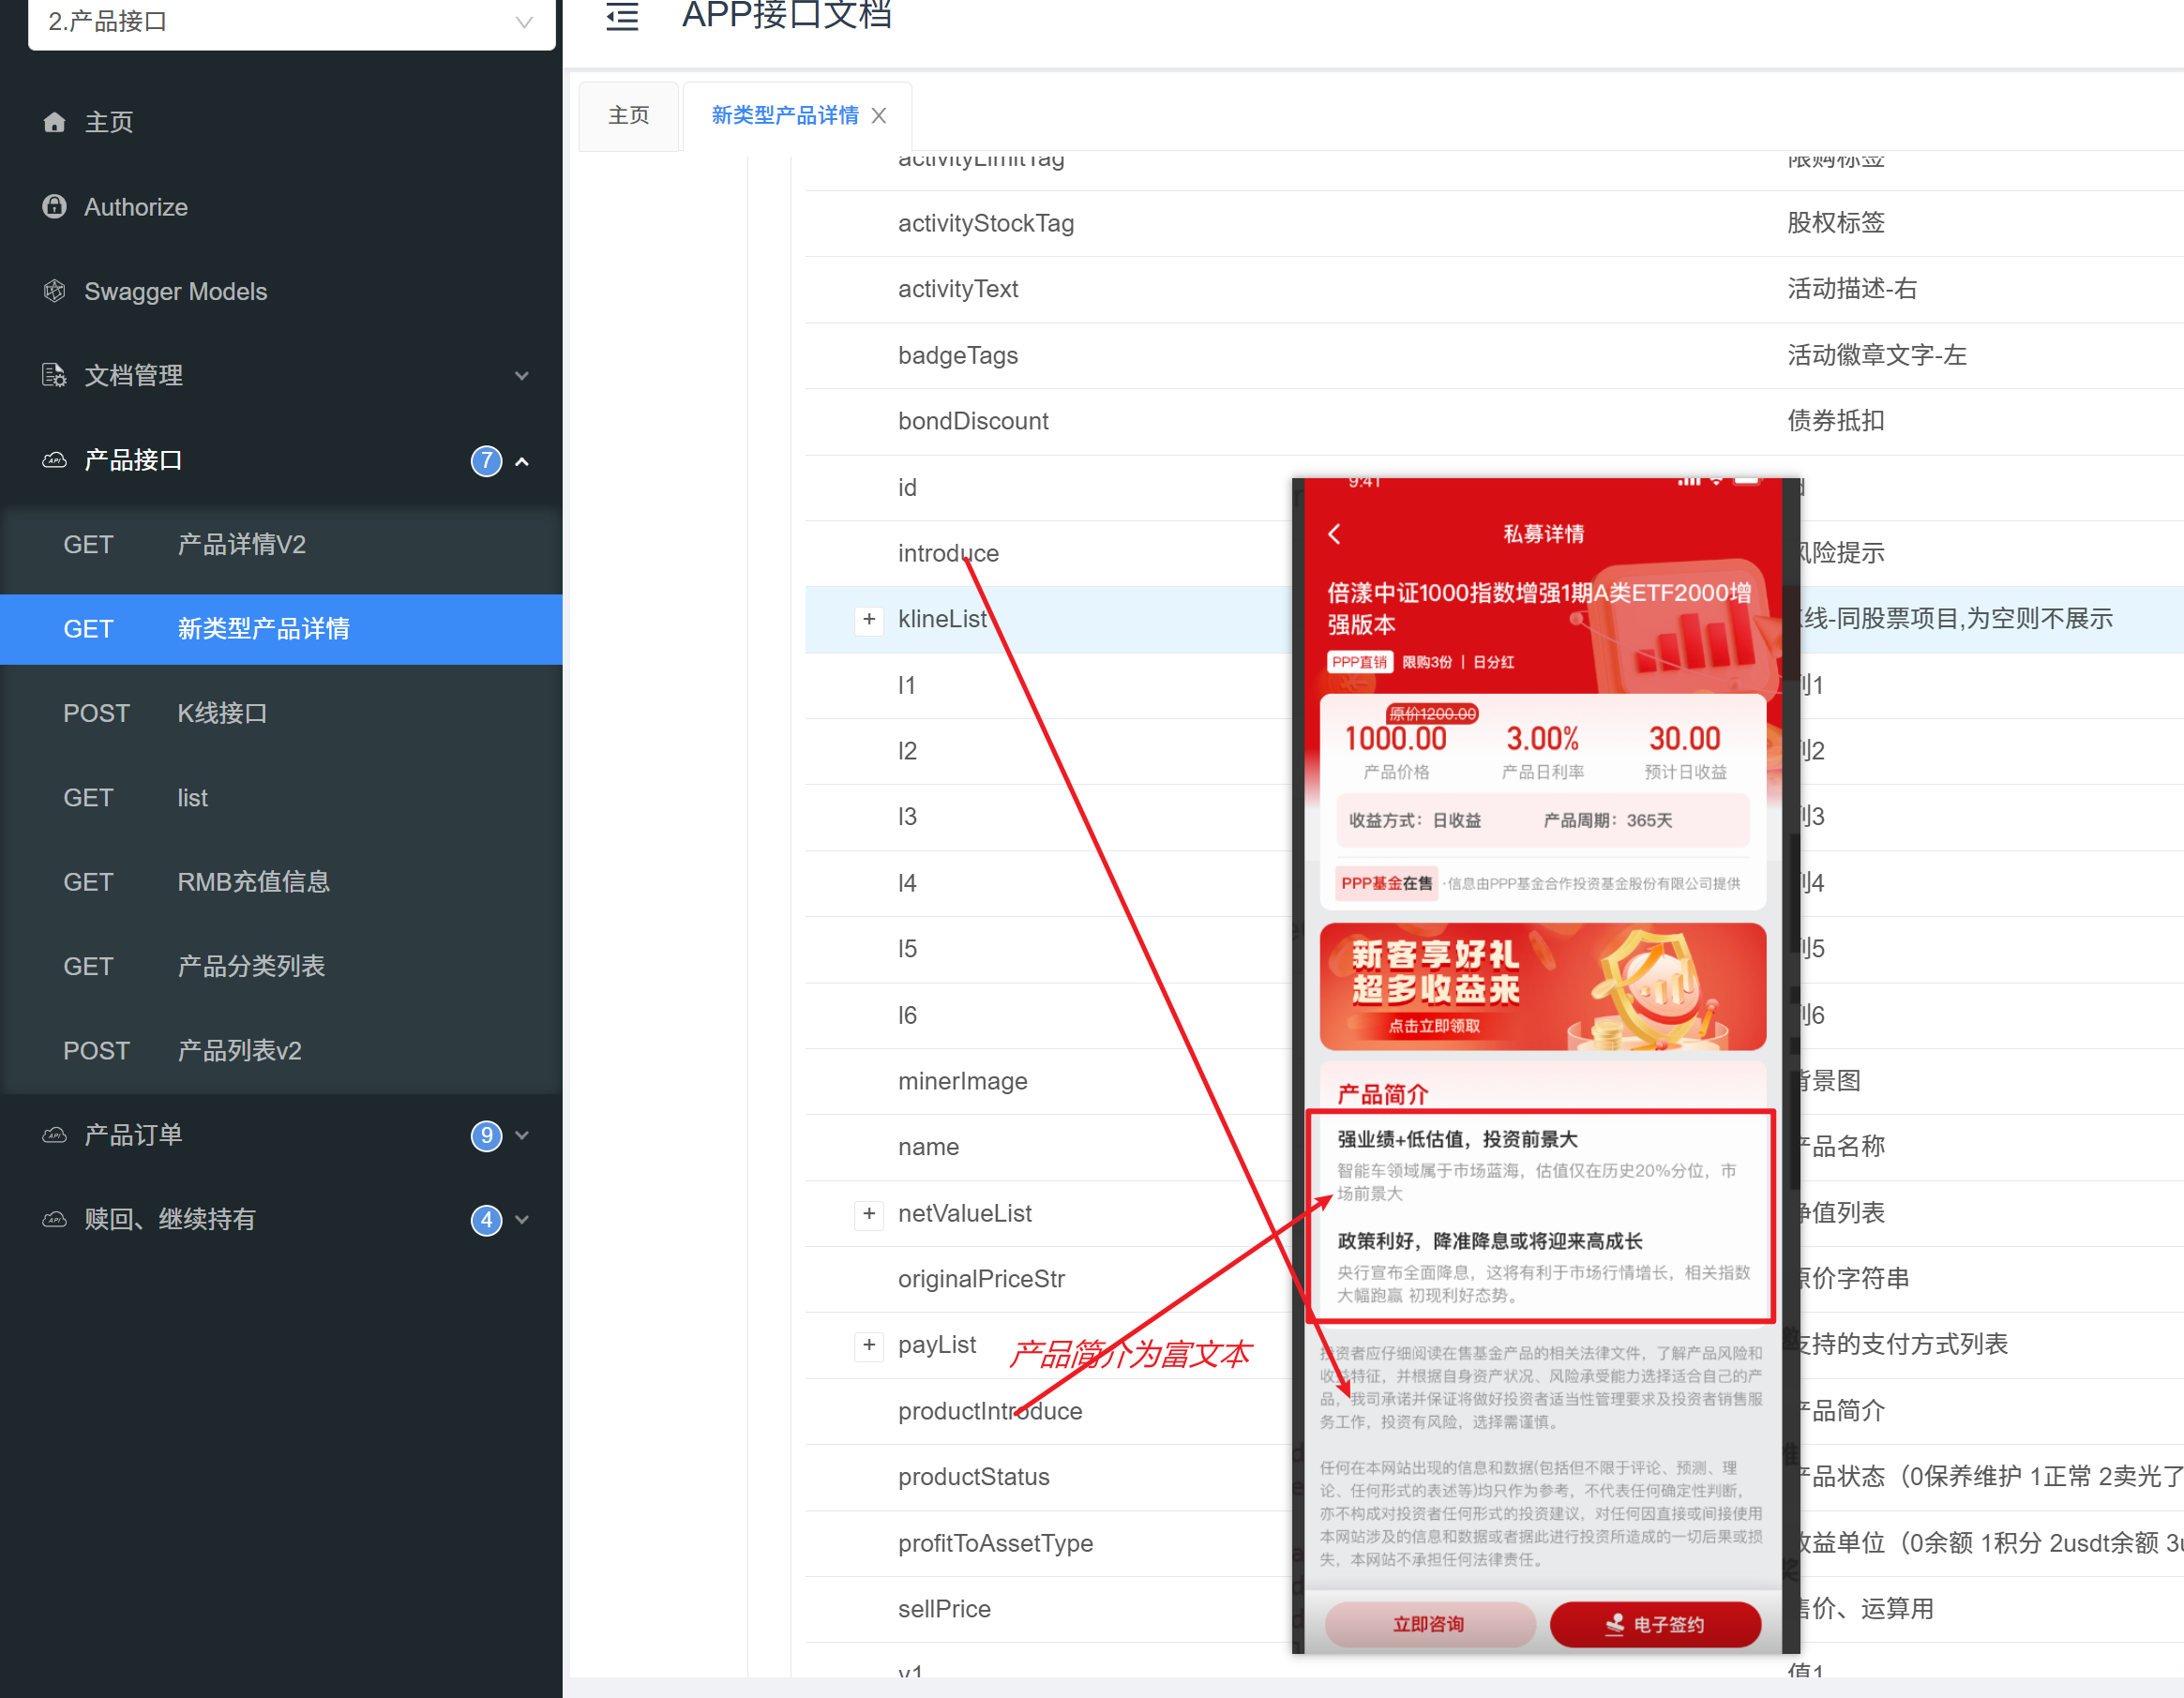 2.产品接口
APP接口文档
主页
新类型产品详情
主页
Authorize
Swagger Models
文档管理
产品接口
7
GET 产品详情V2
GET 新类型产品详情
POST K线接口
GET list
GET RMB充值信息
GET 产品分类列表
POST 产品列表v2
产品订单
9
赎回、继续持有
4
activityLimitTag 限购标签
activityStockTag 股权标签
activityText 活动描述-右
badgeTags 活动徽章文字-左
bondDiscount 债券抵扣
id
introduce 风险提示
klineList 线-同股票项目,为空则不展示
l1 列1
l2 列2
l3 列3
l4 列4
l5 列5
l6 列6
minerImage 背景图
name 产品名称
netValueList 净值列表
originalPriceStr 原价字符串
payList 支持的支付方式列表
产品简介为富文本
productIntroduce 产品简介
productStatus 产品状态（0保养维护 1正常 2卖光了
profitToAssetType 收益单位（0余额 1积分 2usdt余额 3u
sellPrice 售价、运算用
v1 值1
9:41
私募详情
倍漾中证1000指数增强1期A类ETF2000增
强版本
PPP直销 限购3份 | 日分红
原价1200.00
1000.00 3.00% 30.00
产品价格 产品日利率 预计日收益
收益方式：日收益 产品周期：365天
PPP基金在售 ·信息由PPP基金合作投资基金股份有限公司提供
新客享好礼
超多收益来
点击立即领取
产品简介
强业绩+低估值，投资前景大
智能车领域属于市场蓝海，估值仅在历史20%分位，市
场前景大
政策利好，降准降息或将迎来高成长
央行宣布全面降息，这将有利于市场行情增长，相关指数
大幅跑赢 初现利好态势。
投资者应仔细阅读在售基金产品的相关法律文件，了解产品风险和
收益特征，并根据自身资产状况、风险承受能力选择适合自己的产
品，我司承诺并保证将做好投资者适当性管理要求及投资者销售服
务工作，投资有风险，选择需谨慎。
任何在本网站出现的信息和数据(包括但不限于评论、预测、理
论、任何形式的表述等)均只作为参考，不代表任何确定性判断，
亦不构成对投资者任何形式的投资建议，对任何因直接或间接使用
本网站涉及的信息和数据或者据此进行投资所造成的一切后果或损
失，本网站不承担任何法律责任。
立即咨询
电子签约